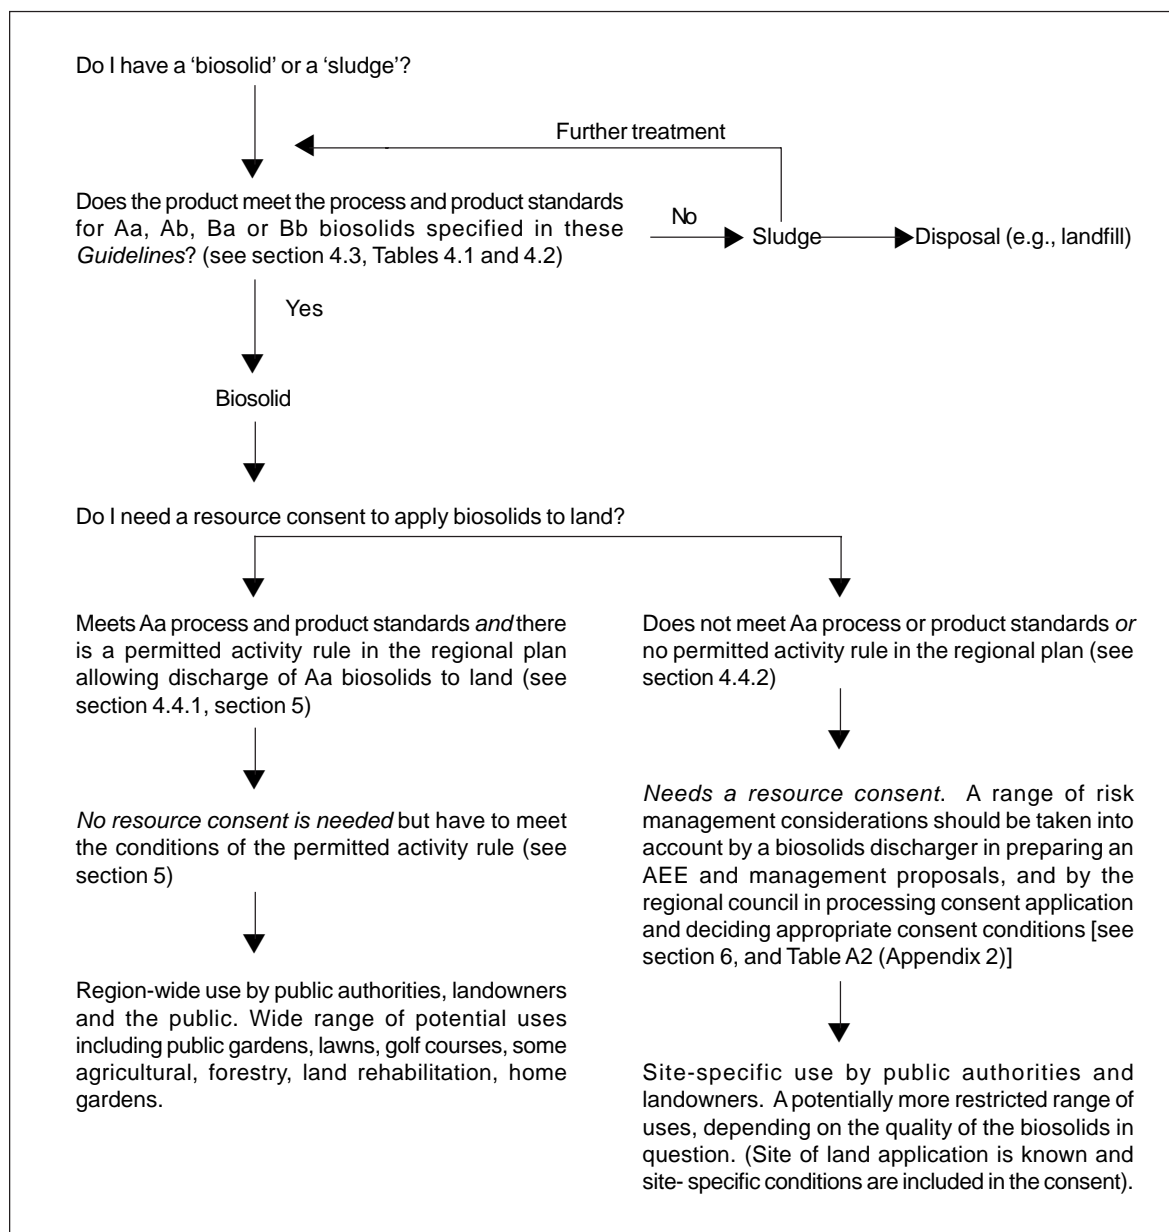 Do I have a ‘biosolid’ or a ‘sludge’?
Further treatment
Does the product meet the process and product standards
for Aa, Ab, Ba or Bb biosolids specified in these
Guidelines? (see section 4.3, Tables 4.1 and 4.2)
No
Sludge
Disposal (e.g., landfill)
Yes
Biosolid
Do I need a resource consent to apply biosolids to land?
Meets Aa process and product standards and there
is a permitted activity rule in the regional plan
allowing discharge of Aa biosolids to land (see
section 4.4.1, section 5)
No resource consent is needed but have to meet
the conditions of the permitted activity rule (see
section 5)
Region-wide use by public authorities, landowners
and the public. Wide range of potential uses
including public gardens, lawns, golf courses, some
agricultural, forestry, land rehabilitation, home
gardens.
Does not meet Aa process or product standards or
no permitted activity rule in the regional plan (see
section 4.4.2)
Needs a resource consent. A range of risk
management considerations should be taken into
account by a biosolids discharger in preparing an
AEE and management proposals, and by the
regional council in processing consent application
and deciding appropriate consent conditions [see
section 6, and Table A2 (Appendix 2)]
Site-specific use by public authorities and
landowners. A potentially more restricted range of
uses, depending on the quality of the biosolids in
question. (Site of land application is known and
site- specific conditions are included in the consent).